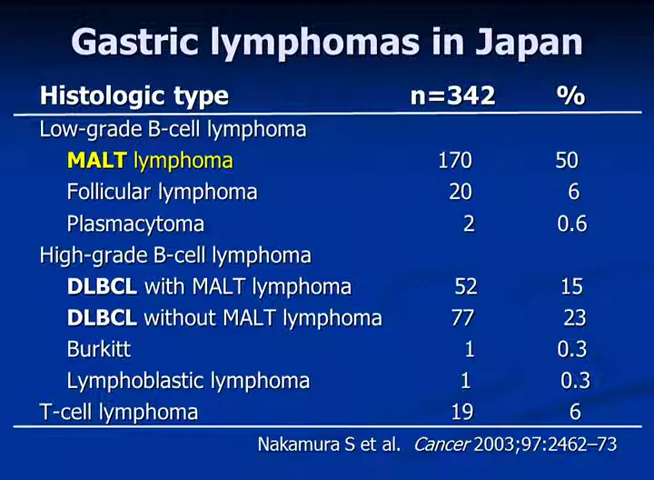 Gastric lymphomas in Japan
Histologic type n=342 %
Low-grade B-cell lymphoma
MALT lymphoma 170 50
Follicular lymphoma 20 6
Plasmacytoma 2 0.6
High-grade B-cell lymphoma
DLBCL with MALT lymphoma 52 15
DLBCL without MALT lymphoma 77 23
Burkitt 1 0.3
Lymphoblastic lymphoma 1 0.3
T-cell lymphoma 19 6
Nakamura S et al. Cancer 2003;97:2462–73